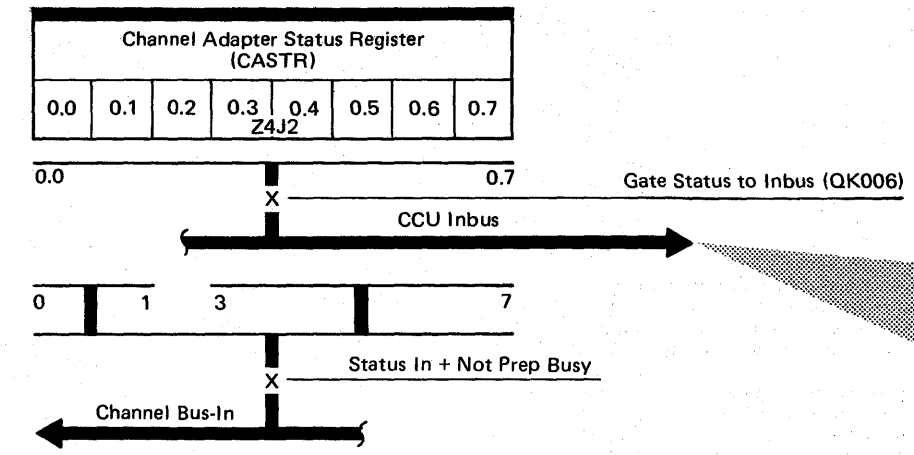 Channel Adapter Status Register
(CASTR)
0.0 0.1 0.2 0.3 0.4 0.5 0.6 0.7
Z4J2
0.0 0.7
Gate Status to Inbus (QK006)
X
CCU Inbus
0 1 3 7
Status In + Not Prep Busy
X
Channel Bus-In